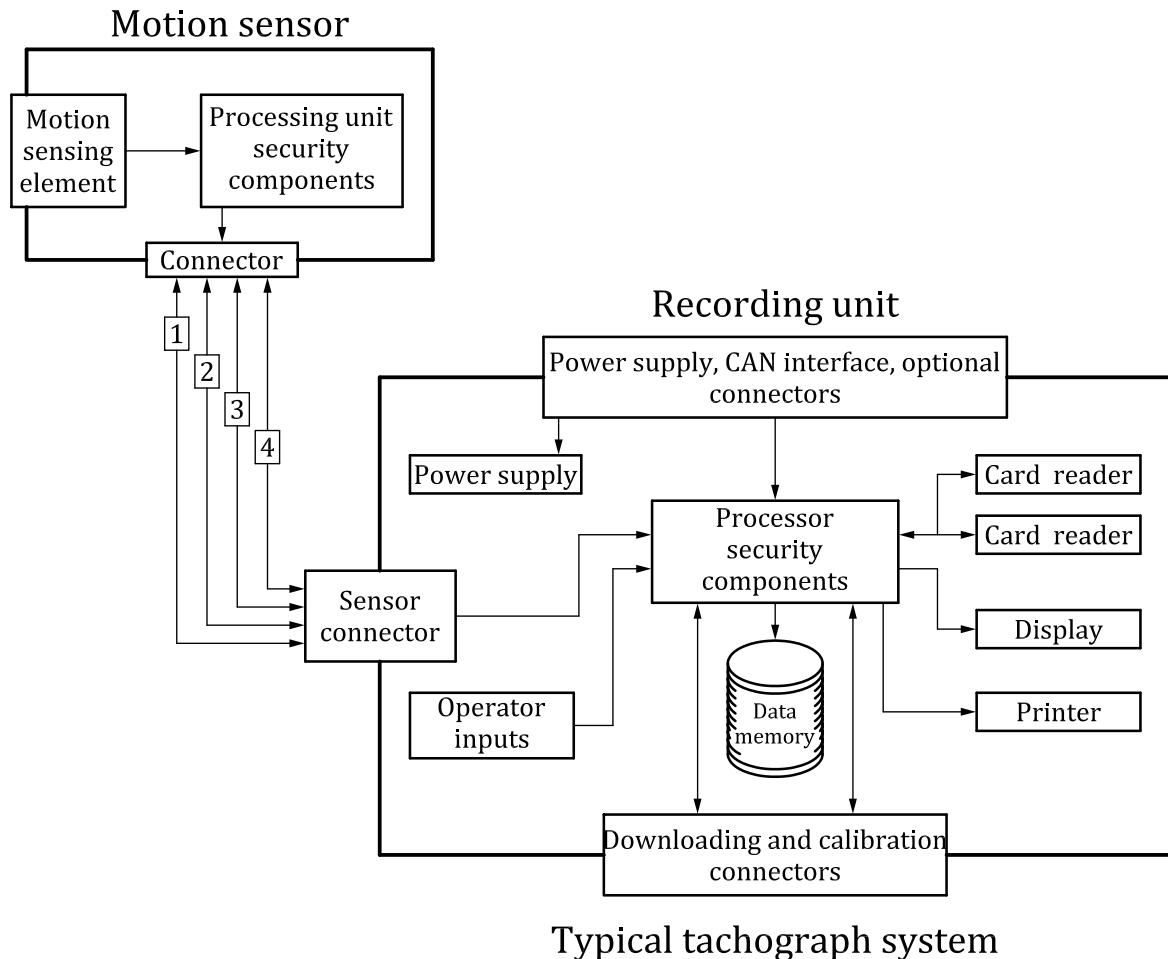 Motion sensor
Motion
sensing
element
Processing unit
security
components
Connector
1
2
3
4
Recording unit
Power supply, CAN interface, optional
connectors
Power supply
Card reader
Card reader
Processor
security
components
Sensor
connector
Display
Operator
inputs
Data
memory
Printer
Downloading and calibration
connectors
Typical tachograph system